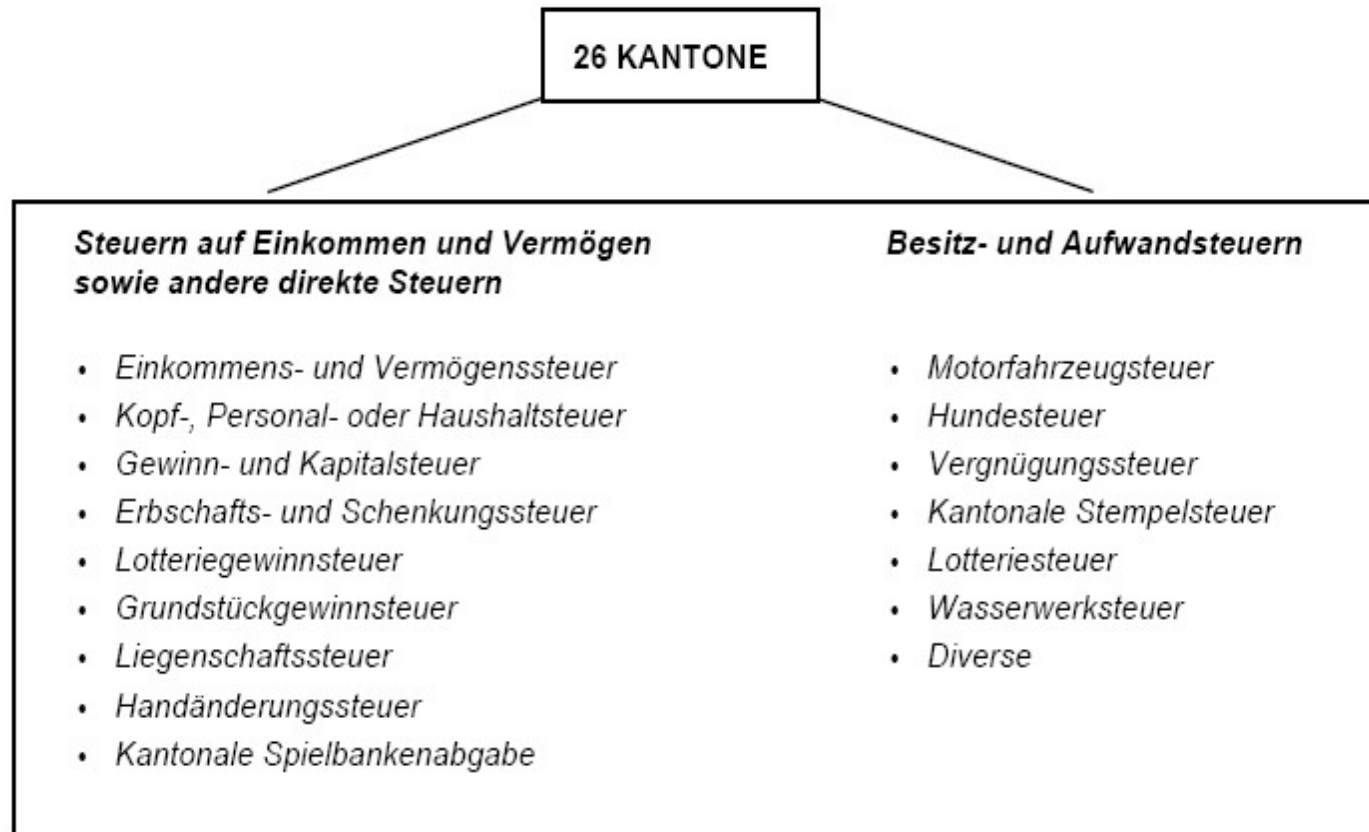 26 KANTONE
Steuern auf Einkommen und Vermögen
sowie andere direkte Steuern
• Einkommens- und Vermögenssteuer
• Kopf-, Personal- oder Haushaltsteuer
• Gewinn- und Kapitalsteuer
• Erbschafts- und Schenkungssteuer
• Lotteriegewinnsteuer
• Grundstückgewinnsteuer
• Liegenschaftssteuer
• Handänderungssteuer
• Kantonale Spielbankenabgabe
Besitz- und Aufwandsteuern
• Motorfahrzeugsteuer
• Hundesteuer
• Vergnügungssteuer
• Kantonale Stempelsteuer
• Lotteriesteuer
• Wasserwerksteuer
• Diverse